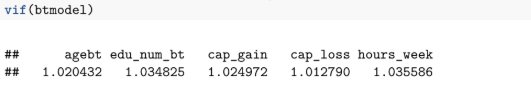 vif(btmodel)
##      agebt edu_num_bt   cap_gain   cap_loss hours_week
##   1.020432   1.034825   1.024972   1.012790   1.035586